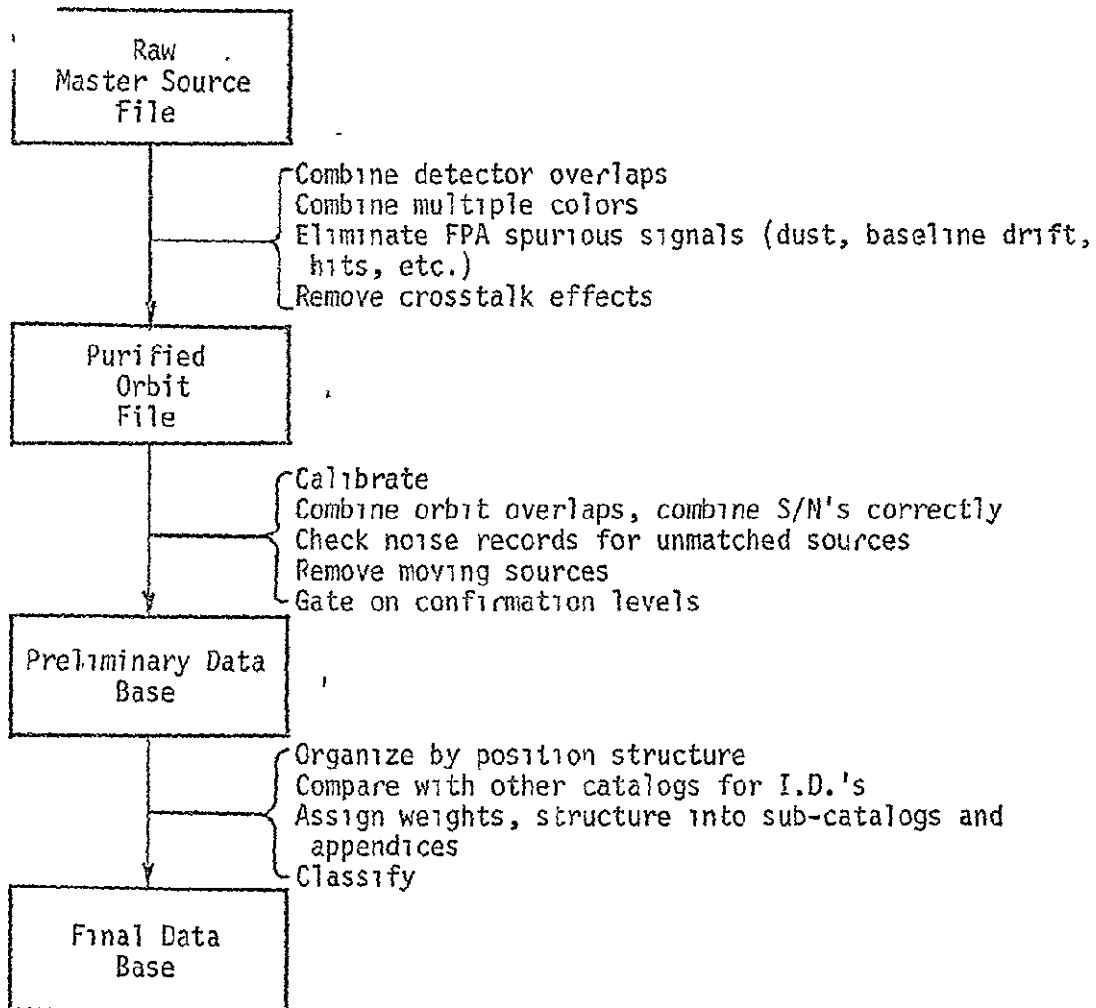 Raw
Master Source
File
Combine detector overlaps
Combine multiple colors
Eliminate FPA spurious signals (dust, baseline drift,
hits, etc.)
Remove crosstalk effects
Purified
Orbit
File
Calibrate
Combine orbit overlaps, combine S/N's correctly
Check noise records for unmatched sources
Remove moving sources
Gate on confirmation levels
Preliminary Data
Base
Organize by position structure
Compare with other catalogs for I.D.'s
Assign weights, structure into sub-catalogs and
appendices
Classify
Final Data
Base